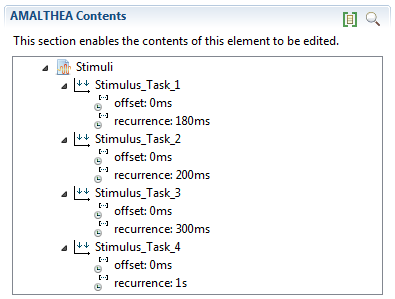 AMALTHEA Contents
This section enables the contents of this element to be edited.
Stimuli
Stimulus_Task_1
offset: 0ms
recurrence: 180ms
Stimulus_Task_2
offset: 0ms
recurrence: 200ms
Stimulus_Task_3
offset: 0ms
recurrence: 300ms
Stimulus_Task_4
offset: 0ms
recurrence: 1s